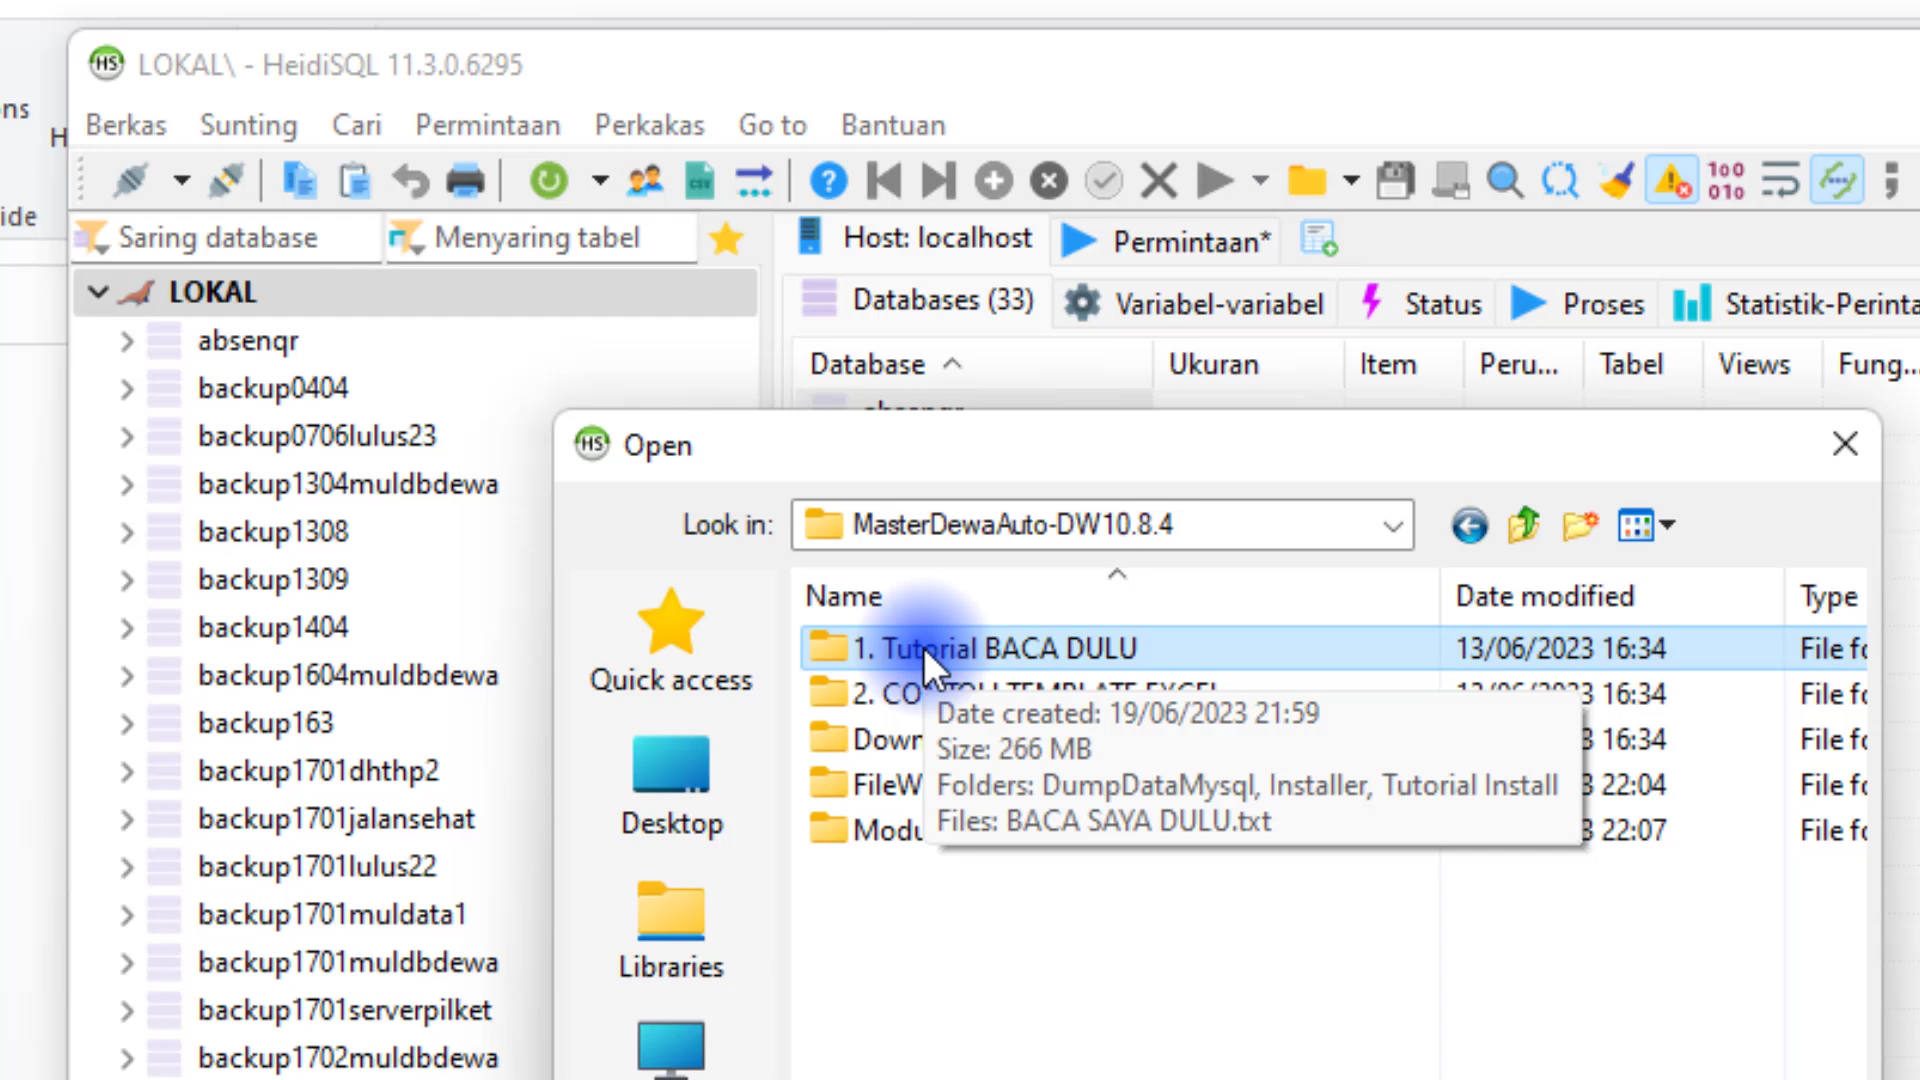 ons
H
ide
LOKAL\ - HeidiSQL 11.3.0.6295
Berkas Sunting Cari Permintaan Perkakas Go to Bantuan
Saring database Menyaring tabel Host: localhost Permintaan*
LOKAL
Databases (33) Variabel-variabel Status Proses Statistik-Perinta
Database Ukuran Item Peru... Tabel Views Fung...
absenqr
backup0404
backup0706lulus23
backup1304muldbdewa
backup1308
backup1309
backup1404
backup1604muldbdewa
backup163
backup1701dhthp2
backup1701jalansehat
backup1701lulus22
backup1701muldata1
backup1701muldbdewa
backup1701serverpilket
backup1702muldbdewa
Open
Look in: MasterDewaAuto-DW10.8.4
Quick access
Desktop
Libraries
Name Date modified Type
1. Tutorial BACA DULU 13/06/2023 16:34 File fo
2. CONTOH TEMPLATE EXCEL 16:34 File fo
Down 3 16:34 File fo
FileW 3 22:04 File fo
Modu 3 22:07 File fo
Date created: 19/06/2023 21:59
Size: 266 MB
Folders: DumpDataMysql, Installer, Tutorial Install
Files: BACA SAYA DULU.txt